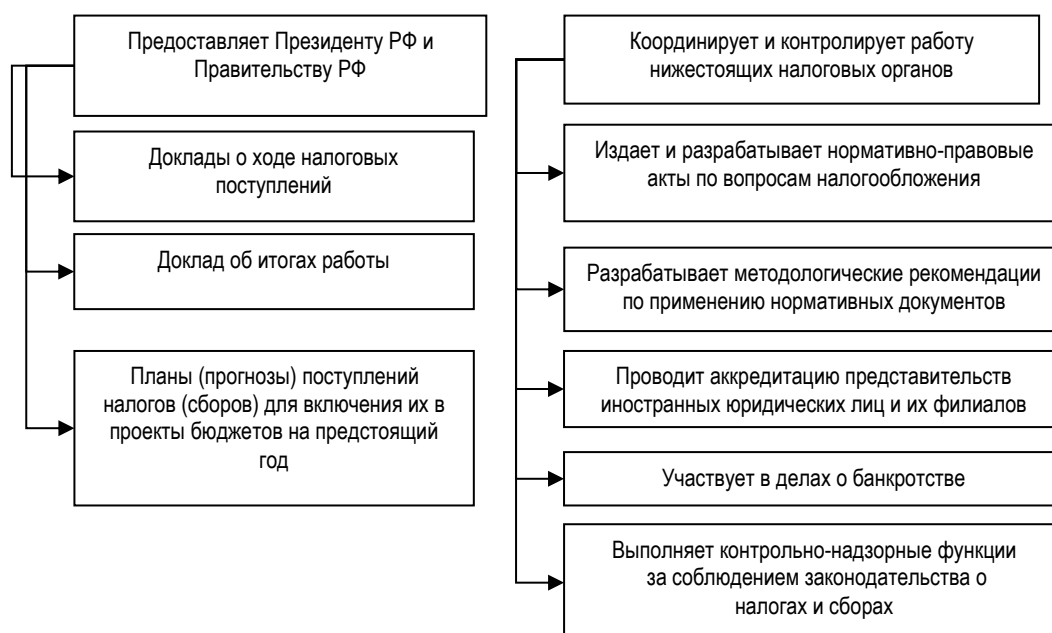 Предоставляет Президенту РФ и
Правительству РФ
Доклады о ходе налоговых
поступлений
Доклад об итогах работы
Планы (прогнозы) поступлений
налогов (сборов) для включения их в
проекты бюджетов на предстоящий
год
Координирует и контролирует работу
нижестоящих налоговых органов
Издает и разрабатывает нормативно-правовые
акты по вопросам налогообложения
Разрабатывает методологические рекомендации
по применению нормативных документов
Проводит аккредитацию представительств
иностранных юридических лиц и их филиалов
Участвует в делах о банкротстве
Выполняет контрольно-надзорные функции
за соблюдением законодательства о
налогах и сборах